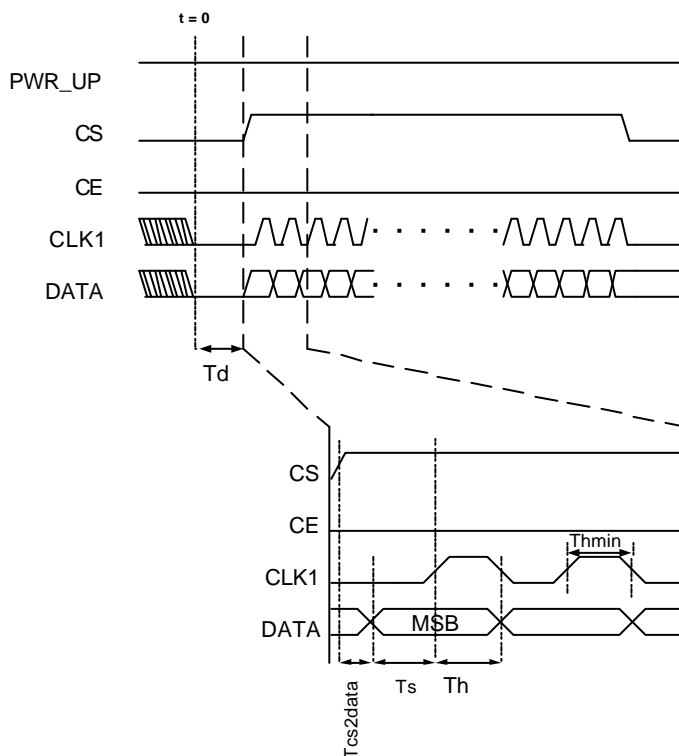 t = 0
PWR_UP
CS
CE
CLK1
DATA
Td
CS
CE
Thmin
CLK1
DATA
MSB
Tcs2data
Ts
Th